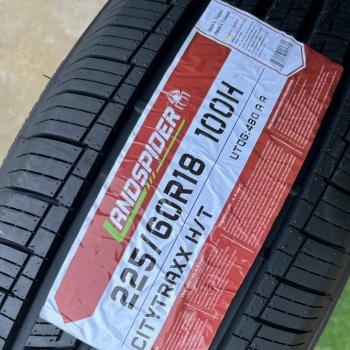 LANDSPIDER
225/60R18 100H
CITYTRAXX H/T
UTQG:480.A.A